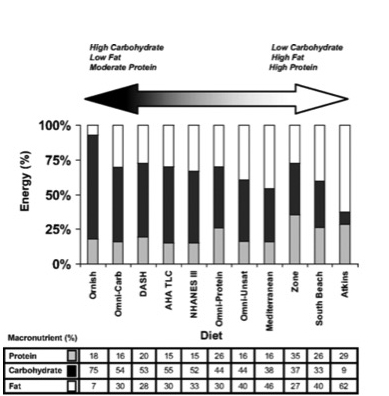 High Carbohydrate
Low Fat
Moderate Protein
Low Carbohydrate
High Fat
High Protein
Energy (%)
100%
75%
50%
25%
0%
Ornish
Omni-Carb
DASH
AHA TLC
NHANES III
Omni-Protein
Omni-Unsat
Mediterranean
Zone
South Beach
Atkins
Diet
Macronutrient (%)
Protein 18 16 20 15 15 26 16 16 35 26 29
Carbohydrate 75 54 53 55 52 44 44 38 37 33 9
Fat 7 30 28 30 33 30 40 46 27 40 62